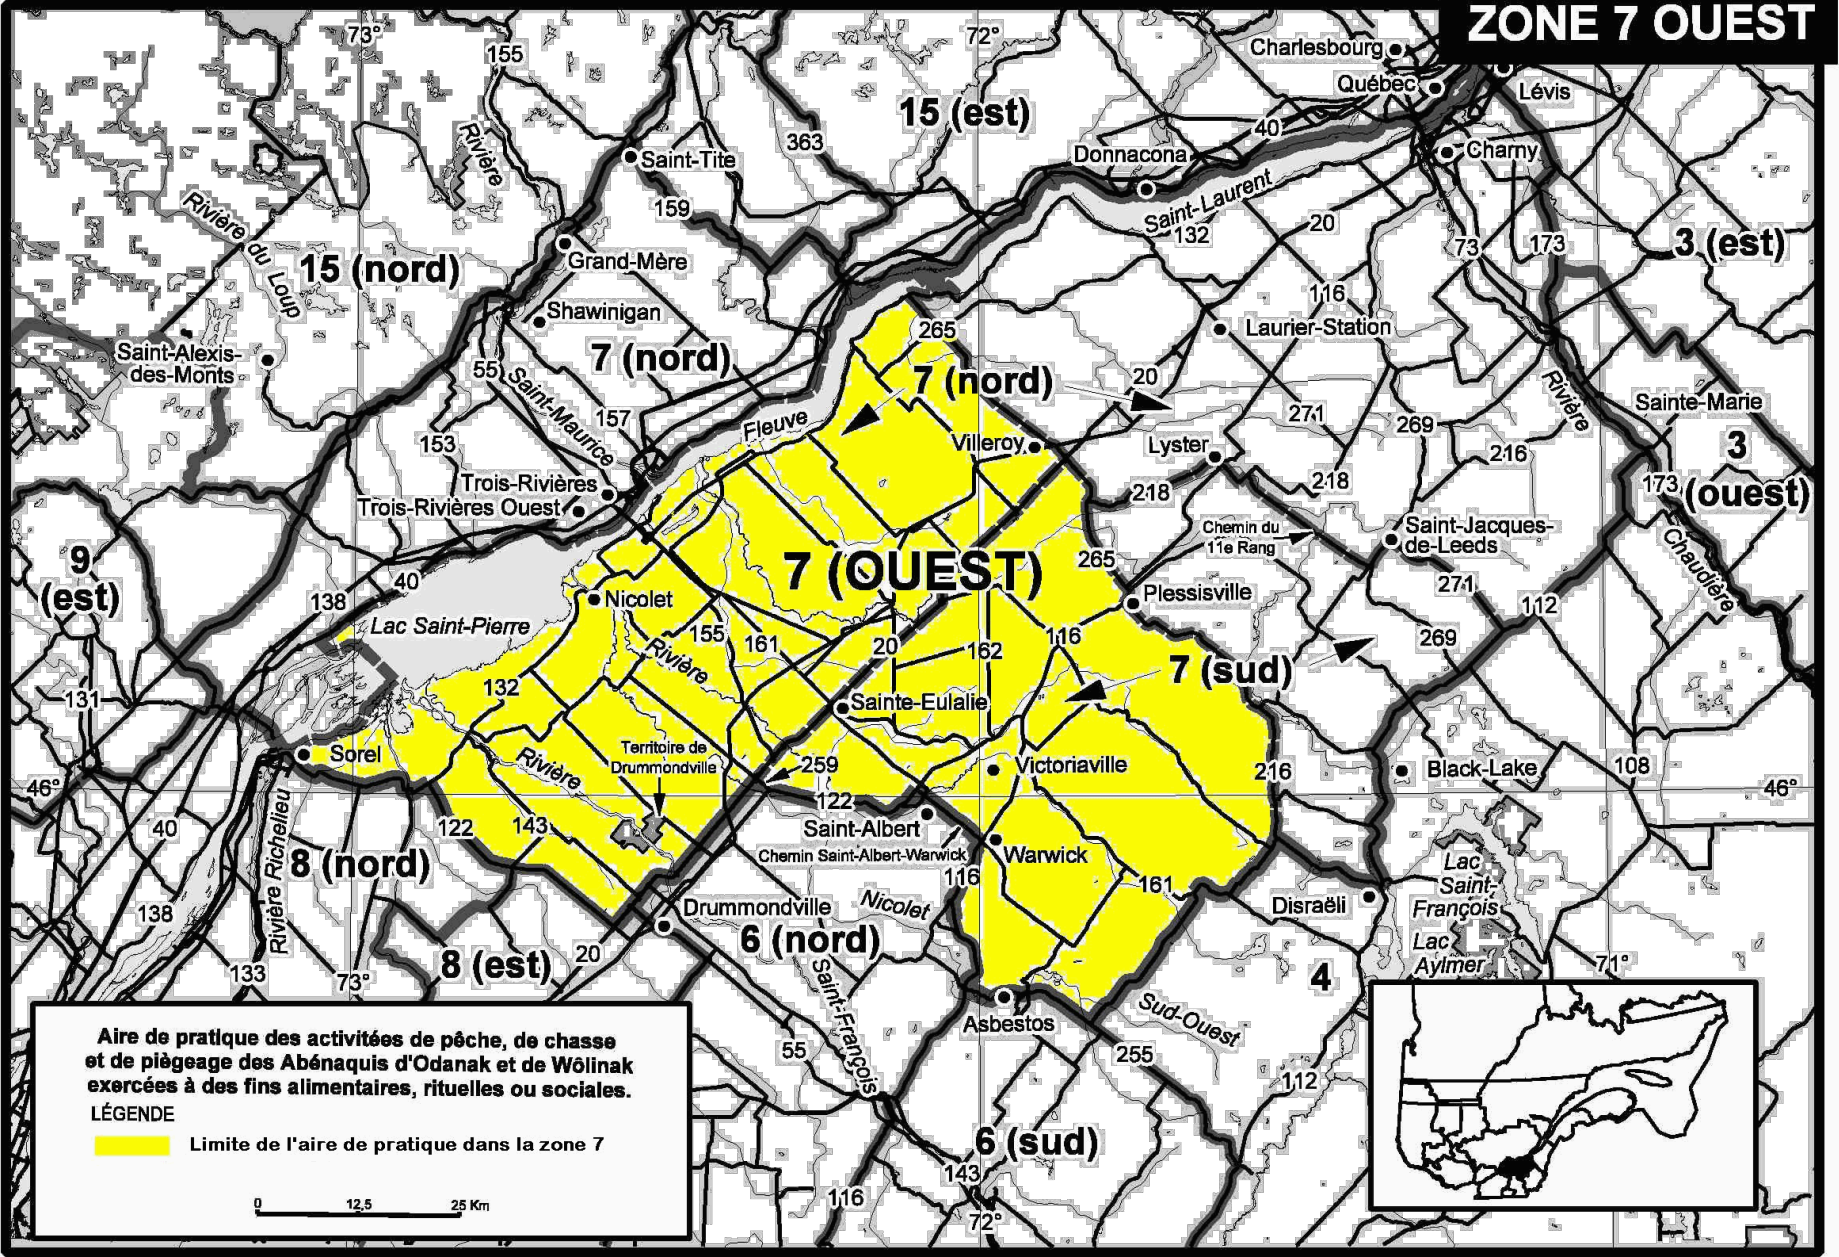 ZONE 7 OUEST
73°
155
72°
Charlesbourg
Québec
Lévis
15 (est)
40
363
Rivière
Saint-Tite
Donnacona
Charny
159
Saint-Laurent
132
20
73
173
3 (est)
Rivière du Loup
15 (nord)
Grand-Mère
116
Shawinigan
265
Laurier-Station
Saint-Alexis-
des-Monts
7 (nord)
55
Saint-Maurice
7 (nord)
20
Rivière
Sainte-Marie
157
Fleuve
271
269
153
Villeroy
Lyster
216
3
(ouest)
Trois-Rivières
Trois-Rivières Ouest
218
218
173
Chemin du
11e Rang
Saint-Jacques-
de-Leeds
9
(est)
40
7 (OUEST)
265
Chaudière
138
Nicolet
Plessisville
271
112
Lac Saint-Pierre
155
161
20
162
116
269
Rivière
7 (sud)
131
132
Sainte-Eulalie
Sorel
Rivière
Territoire de
Drummondville
259
Victoriaville
216
Black-Lake
108
46°
46°
122
40
122
143
Saint-Albert
Rivière Richelieu
8 (nord)
Chemin Saint-Albert-Warwick
Warwick
116
161
Lac
Saint-
François
138
Drummondville
Nicolet
Disraëli
6 (nord)
Lac
Aylmer
133
73°
8 (est)
20
Saint-François
4
71°
Asbestos
Sud-Ouest
255
55
112
Aire de pratique des activitées de pêche, de chasse
et de piègeage des Abénaquis d'Odanak et de Wôlinak
exercées à des fins alimentaires, rituelles ou sociales.
LÉGENDE
Limite de l'aire de pratique dans la zone 7
0 12,5 25 Km
6 (sud)
143
116
72°